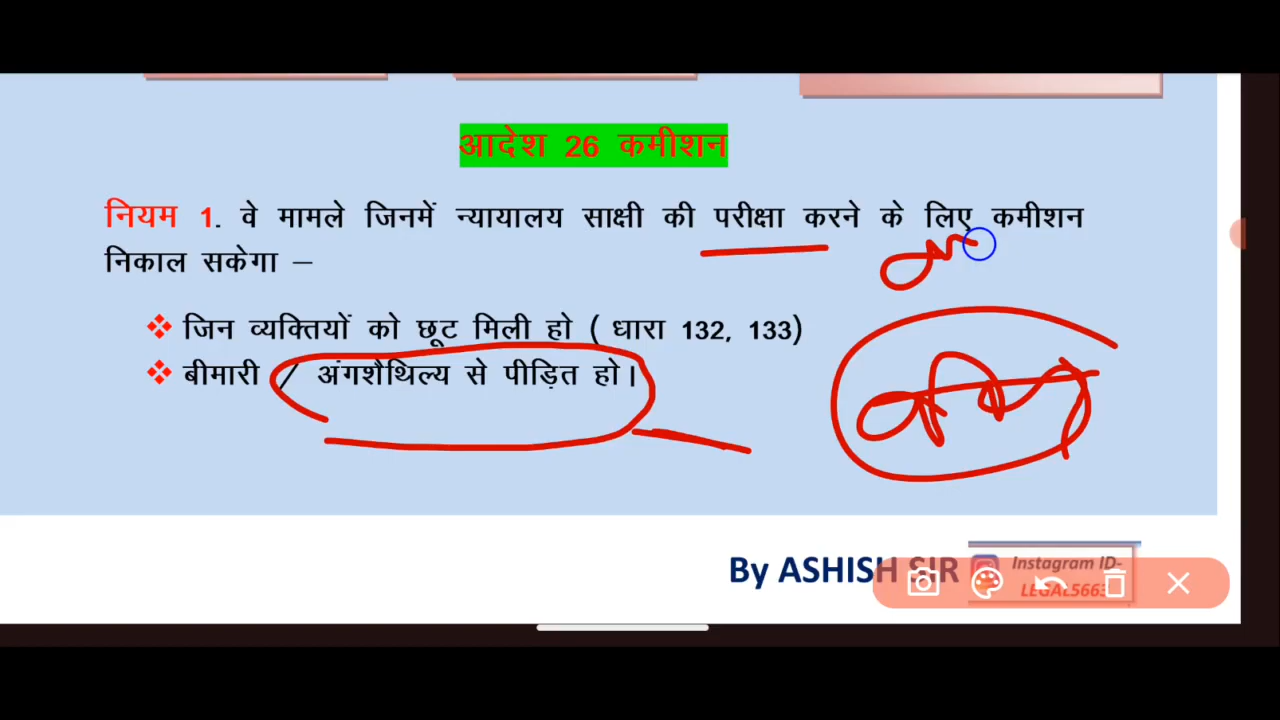 आदेश 26 कमीशन
नियम 1. वे मामले जिनमें न्यायालय साक्षी की परीक्षा करने के लिए कमीशन
निकाल सकेगा –
❖ जिन व्यक्तियों को छूट मिली हो ( धारा 132, 133)
❖ बीमारी / अंगशैथिल्य से पीड़ित हो।
By ASHISH SIR
Instagram ID-
LEGAL5663